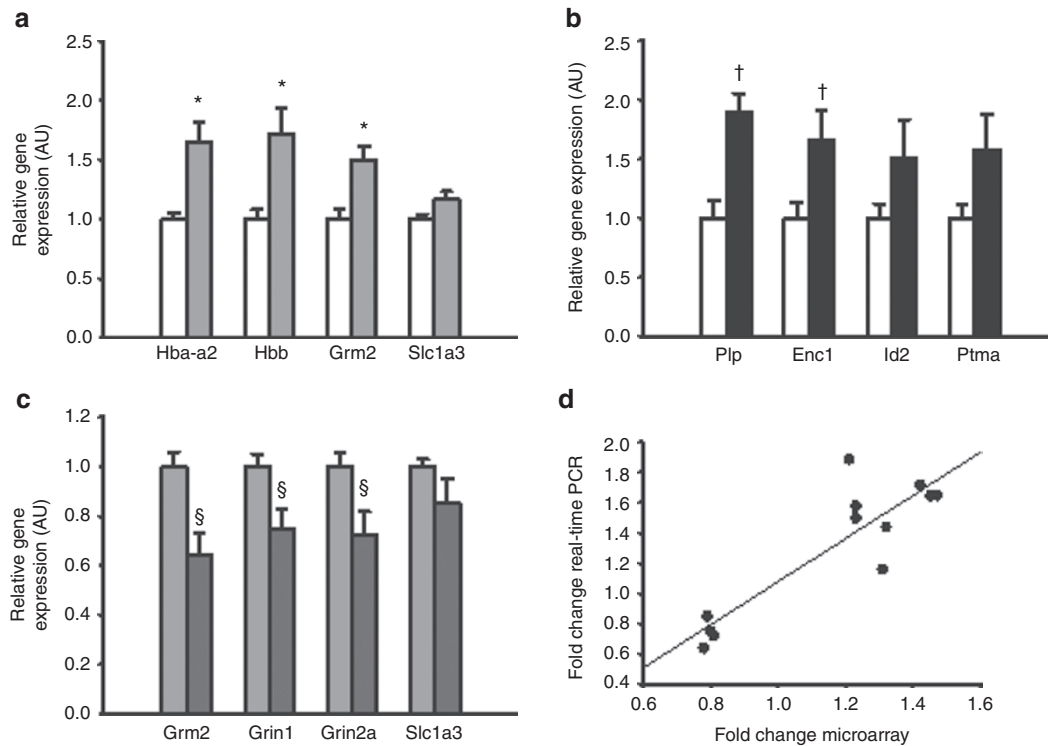 a
2.5
2.0
1.5
1.0
0.5
0.0
Relative gene
expression (AU)
* * *
Hba-a2 Hbb Grm2 Slc1a3
b
2.5
2.0
1.5
1.0
0.5
0.0
Relative gene expression (AU)
† †
Plp Enc1 Id2 Ptma
c
1.2
1.0
0.8
0.6
0.4
0.2
0.0
Relative gene
expression (AU)
§ § §
Grm2 Grin1 Grin2a Slc1a3
d
2.0
1.8
1.6
1.4
1.2
1.0
0.8
0.6
0.4
Fold change real-time PCR
0.6 0.8 1.0 1.2 1.4 1.6
Fold change microarray